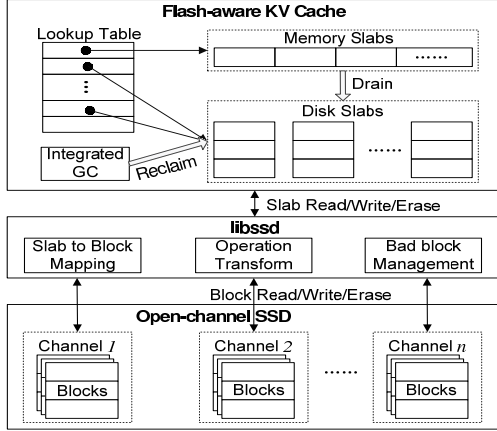 Flash-aware KV Cache
Lookup Table
Memory Slabs
......
Drain
Disk Slabs
......
Integrated
GC
Reclaim
Slab Read/Write/Erase
libssd
Slab to Block
Mapping
Operation
Transform
Bad block
Management
Block Read/Write/Erase
Open-channel SSD
Channel 1
Channel 2
Channel n
Blocks
Blocks
......
Blocks